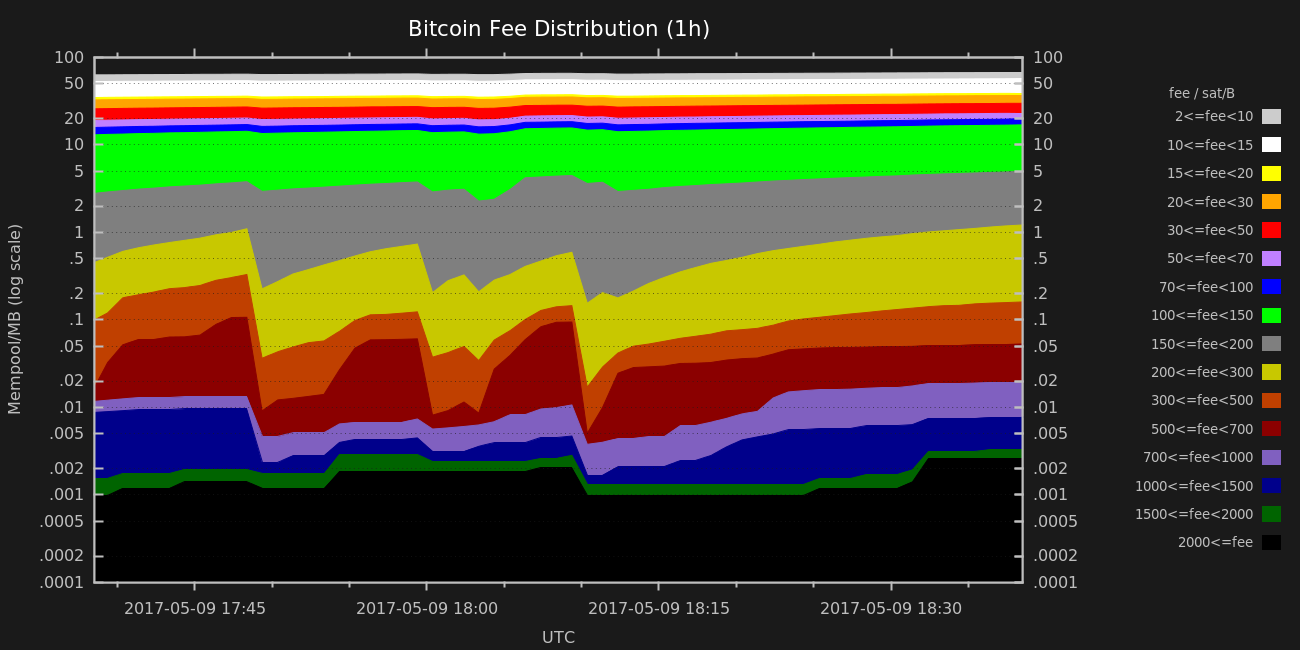 Bitcoin Fee Distribution (1h)
Mempool/MB (log scale)
100
50
20
10
5
2
1
.5
.2
.1
.05
.02
.01
.005
.002
.001
.0005
.0002
.0001
100
50
20
10
5
2
1
.5
.2
.1
.05
.02
.01
.005
.002
.001
.0005
.0002
.0001
fee / sat/B
2<=fee<10
10<=fee<15
15<=fee<20
20<=fee<30
30<=fee<50
50<=fee<70
70<=fee<100
100<=fee<150
150<=fee<200
200<=fee<300
300<=fee<500
500<=fee<700
700<=fee<1000
1000<=fee<1500
1500<=fee<2000
2000<=fee
2017-05-09 17:45 2017-05-09 18:00 2017-05-09 18:15 2017-05-09 18:30
UTC